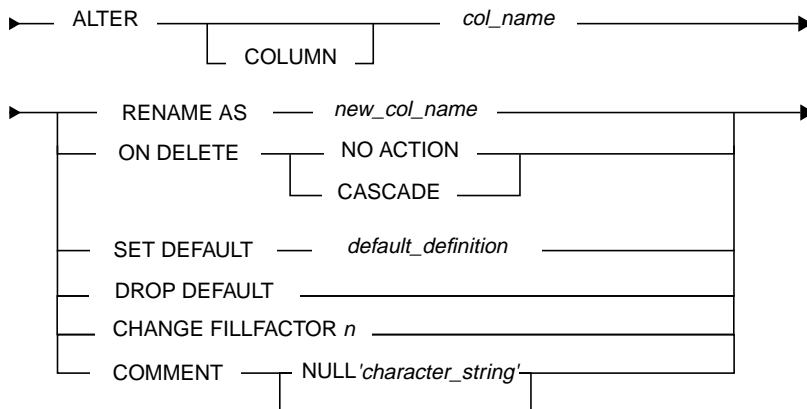 ALTER col_name
COLUMN
RENAME AS new_col_name
ON DELETE NO ACTION
CASCADE
SET DEFAULT default_definition
DROP DEFAULT
CHANGE FILLFACTOR n
COMMENT NULL'character_string'